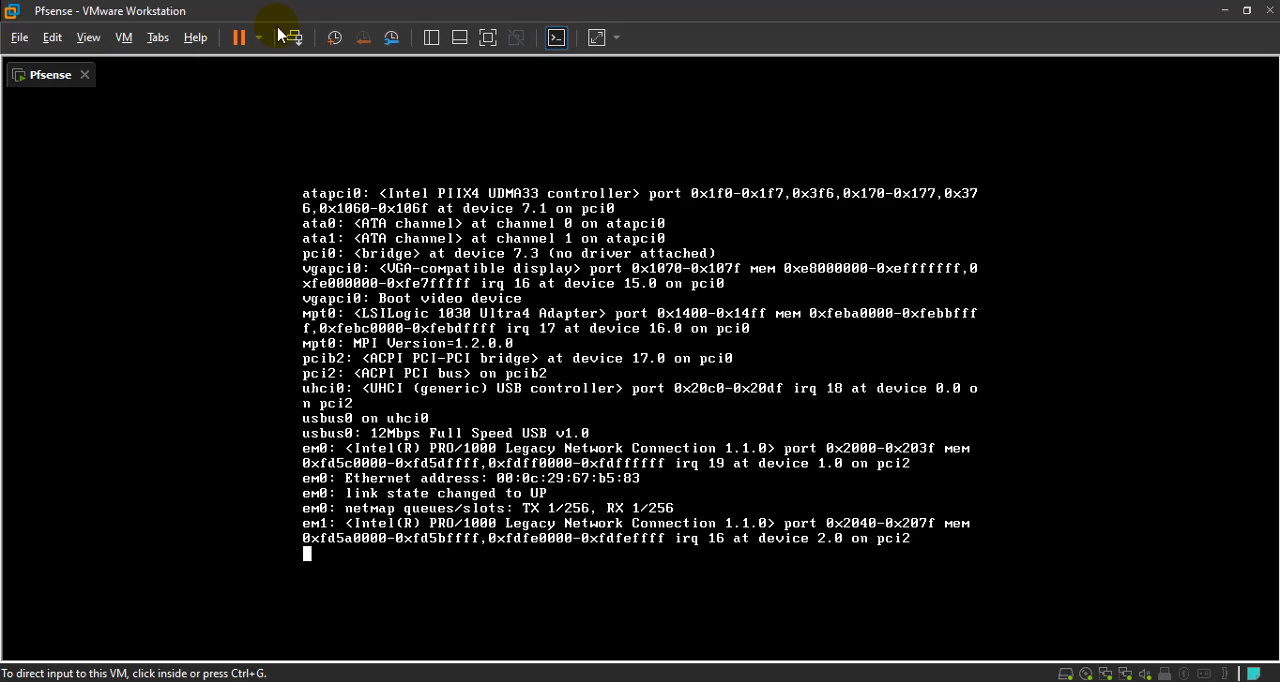 Pfsense - VMware Workstation
File Edit View VM Tabs Help
Pfsense
atapci0: <Intel PIIX4 UDMA33 controller> port 0x1f0-0x1f7,0x3f6,0x170-0x177,0x37
6,0x1060-0x106f at device 7.1 on pci0
ata0: <ATA channel> at channel 0 on atapci0
ata1: <ATA channel> at channel 1 on atapci0
pci0: <bridge> at device 7.3 (no driver attached)
vgapci0: <VGA-compatible display> port 0x1070-0x107f mem 0xe8000000-0xefffffff,0
xfe000000-0xfe7fffff irq 16 at device 15.0 on pci0
vgapci0: Boot video device
mpt0: <LSILogic 1030 Ultra4 Adapter> port 0x1400-0x14ff mem 0xfeba0000-0xfebbfff
f,0xfebc0000-0xfebdffff irq 17 at device 16.0 on pci0
mpt0: MPI Version=1.2.0.0
pcib2: <ACPI PCI-PCI bridge> at device 17.0 on pci0
pci2: <ACPI PCI bus> on pcib2
uhci0: <UHCI (generic) USB controller> port 0x20c0-0x20df irq 18 at device 0.0 o
n pci2
usbus0 on uhci0
usbus0: 12Mbps Full Speed USB v1.0
em0: <Intel(R) PRO/1000 Legacy Network Connection 1.1.0> port 0x2000-0x203f mem
0xfd5c0000-0xfd5dffff,0xfdff0000-0xfdffffff irq 19 at device 1.0 on pci2
em0: Ethernet address: 00:0c:29:67:b5:83
em0: link state changed to UP
em0: netmap queues/slots: TX 1/256, RX 1/256
em1: <Intel(R) PRO/1000 Legacy Network Connection 1.1.0> port 0x2040-0x207f mem
0xfd5a0000-0xfd5bffff,0xfdfe0000-0xfdfeffff irq 16 at device 2.0 on pci2
To direct input to this VM, click inside or press Ctrl+G.